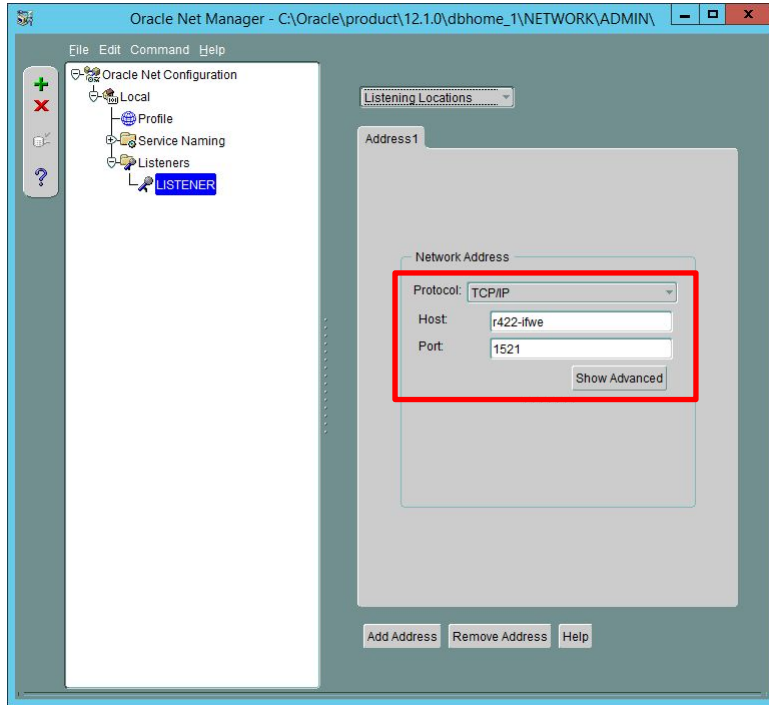 Oracle Net Manager - C:\Oracle\product\12.1.0\dbhome_1\NETWORK\ADMIN\
File Edit Command Help
Oracle Net Configuration
Local
Profile
Service Naming
Listeners
LISTENER
Listening Locations
Address1
Network Address
Protocol: TCP/IP
Host: r422-ifwe
Port: 1521
Show Advanced
Add Address Remove Address Help